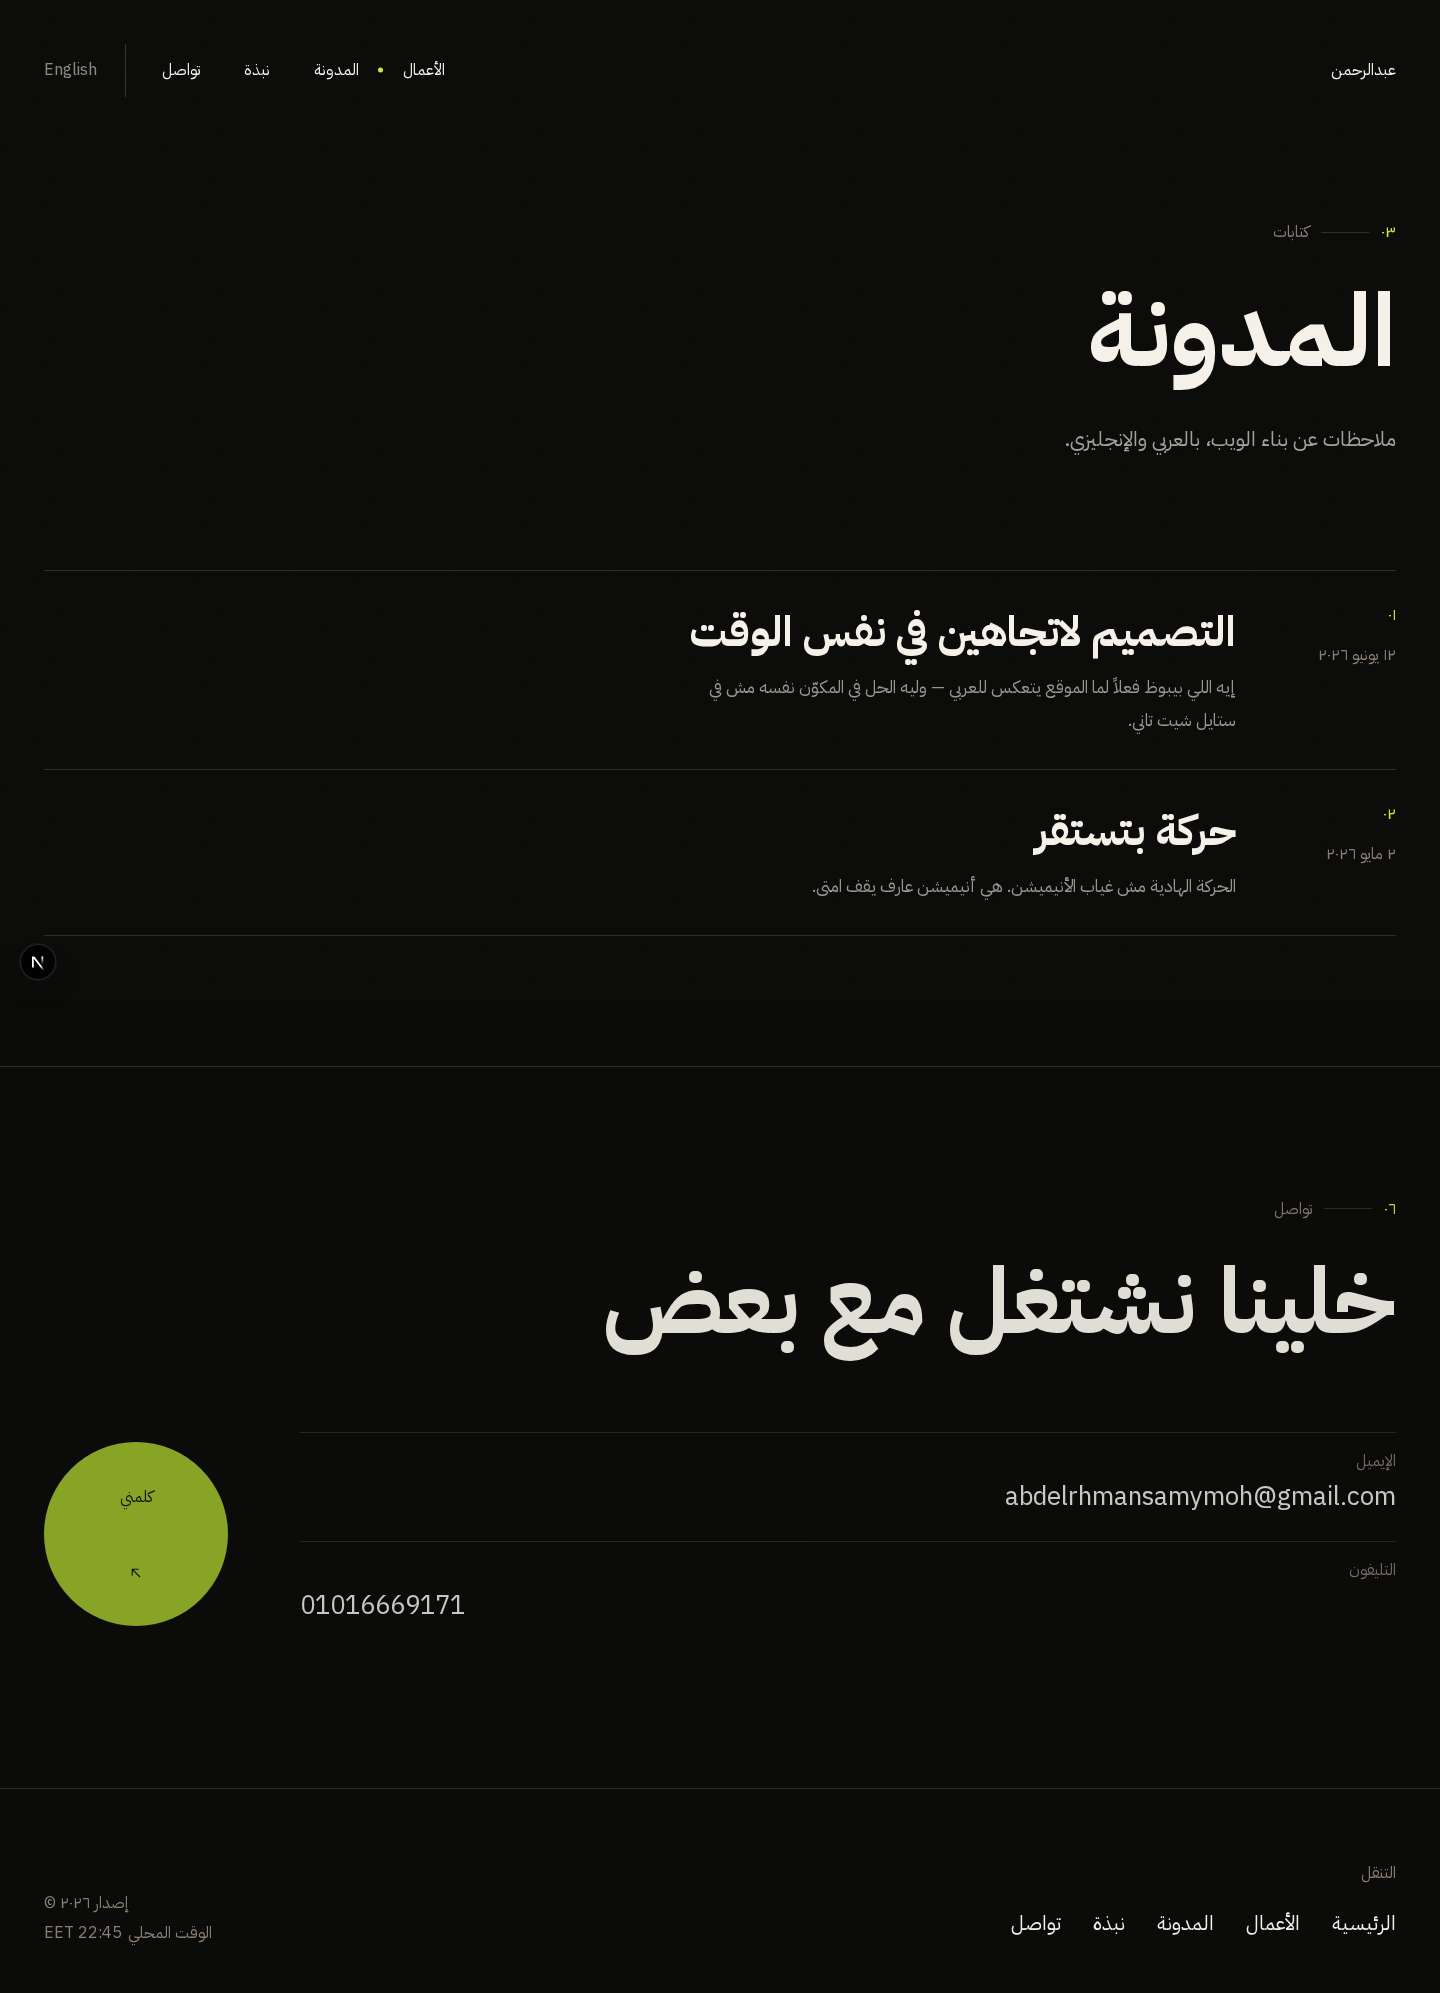 عبدالرحمن
الأعمال
المدونة
نبذة
تواصل
English
٠٣
كتابات
المدونة
ملاحظات عن بناء الويب، بالعربي والإنجليزي.
٠١
١٢ يونيو ٢٠٢٦
التصميم لاتجاهين في نفس الوقت
إيه اللي بيبوظ فعلاً لما الموقع يتعكس للعربي — وليه الحل في المكوّن نفسه مش في
ستايل شيت تاني.
٠٢
٢ مايو ٢٠٢٦
حركة بتستقر
الحركة الهادية مش غياب الأنيميشن. هي أنيميشن عارف يقف امتى.
N
٠٦
تواصل
خلينا نشتغل مع بعض
الإيميل
abdelrhmansamymoh@gmail.com
التليفون
01016669171
كلمني
↖
التنقل
الرئيسية
الأعمال
المدونة
نبذة
تواصل
إصدار ٢٠٢٦ ©
الوقت المحلي 22:45 EET